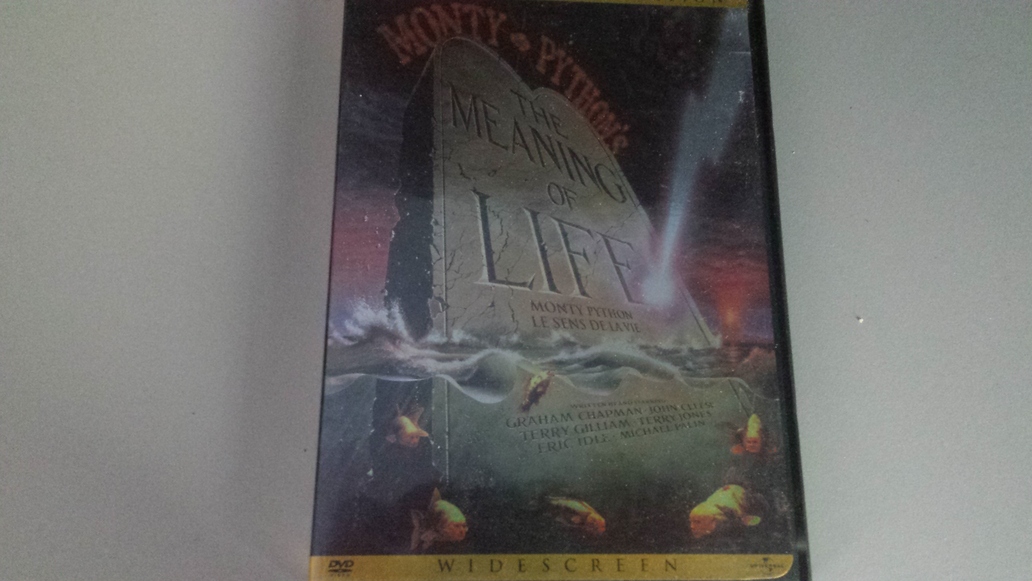 MONTY PYTHON'S
THE
MEANING
OF
LIFE
MONTY PYTHON
LE SENS DE LA VIE
GRAHAM CHAPMAN · JOHN CLEESE
TERRY GILLIAM · TERRY JONES
ERIC IDLE MICHAEL PALIN
DVD
WIDESCREEN
UNIVERSAL